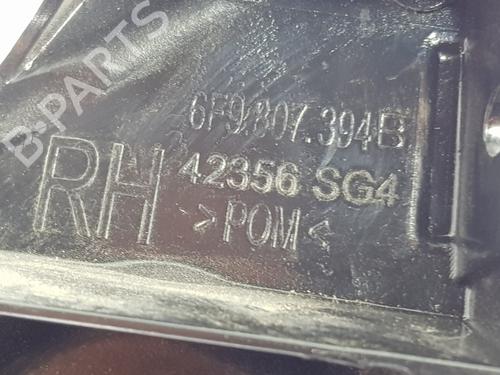 B-PARTS
6F9.807.394B
RH 42356 SG4
>POM<